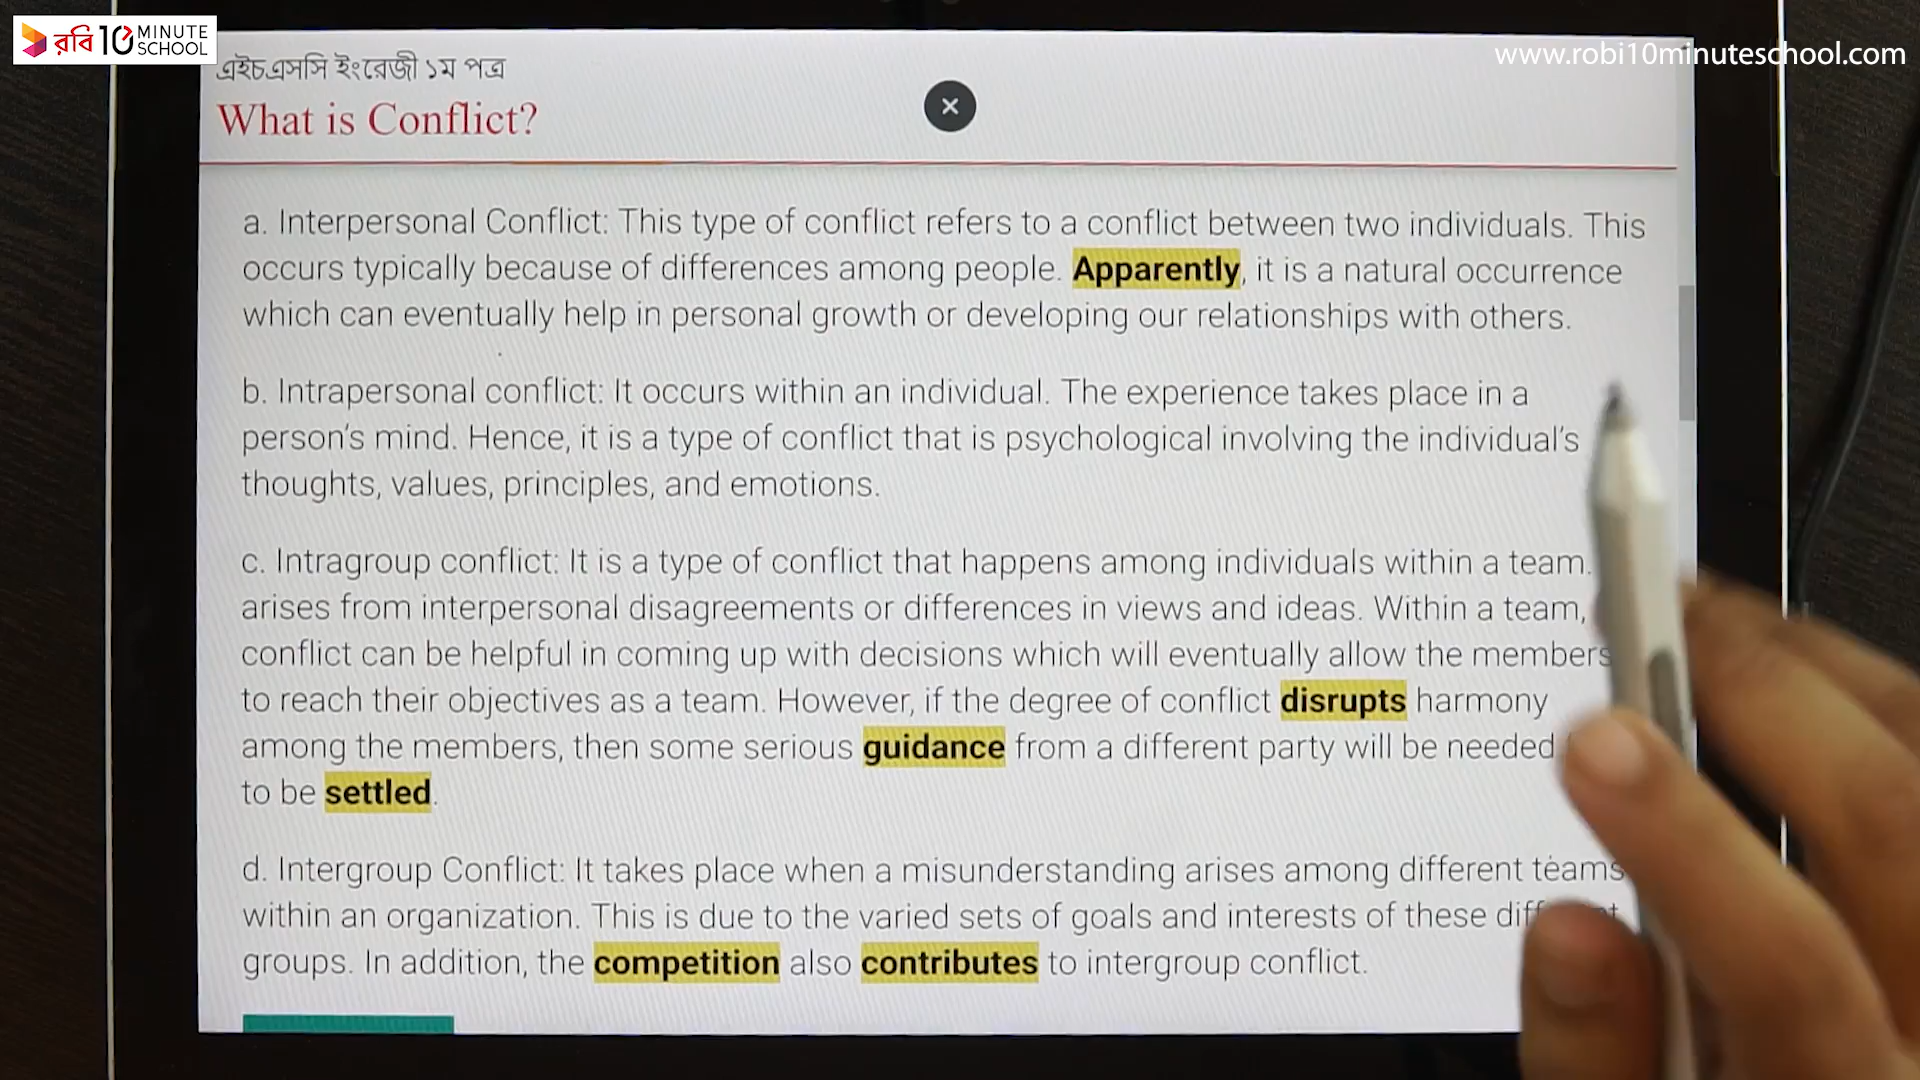 রবি 10 MINUTE SCHOOL
www.robi10minuteschool.com
এইচএসসি ইংরেজী ১ম পত্র
What is Conflict?
a. Interpersonal Conflict: This type of conflict refers to a conflict between two individuals. This
occurs typically because of differences among people. Apparently, it is a natural occurrence
which can eventually help in personal growth or developing our relationships with others.
b. Intrapersonal conflict: It occurs within an individual. The experience takes place in a
person's mind. Hence, it is a type of conflict that is psychological involving the individual's
thoughts, values, principles, and emotions.
c. Intragroup conflict: It is a type of conflict that happens among individuals within a team.
arises from interpersonal disagreements or differences in views and ideas. Within a team,
conflict can be helpful in coming up with decisions which will eventually allow the members
to reach their objectives as a team. However, if the degree of conflict disrupts harmony
among the members, then some serious guidance from a different party will be needed
to be settled.
d. Intergroup Conflict: It takes place when a misunderstanding arises among different teams
within an organization. This is due to the varied sets of goals and interests of these
groups. In addition, the competition also contributes to intergroup conflict.